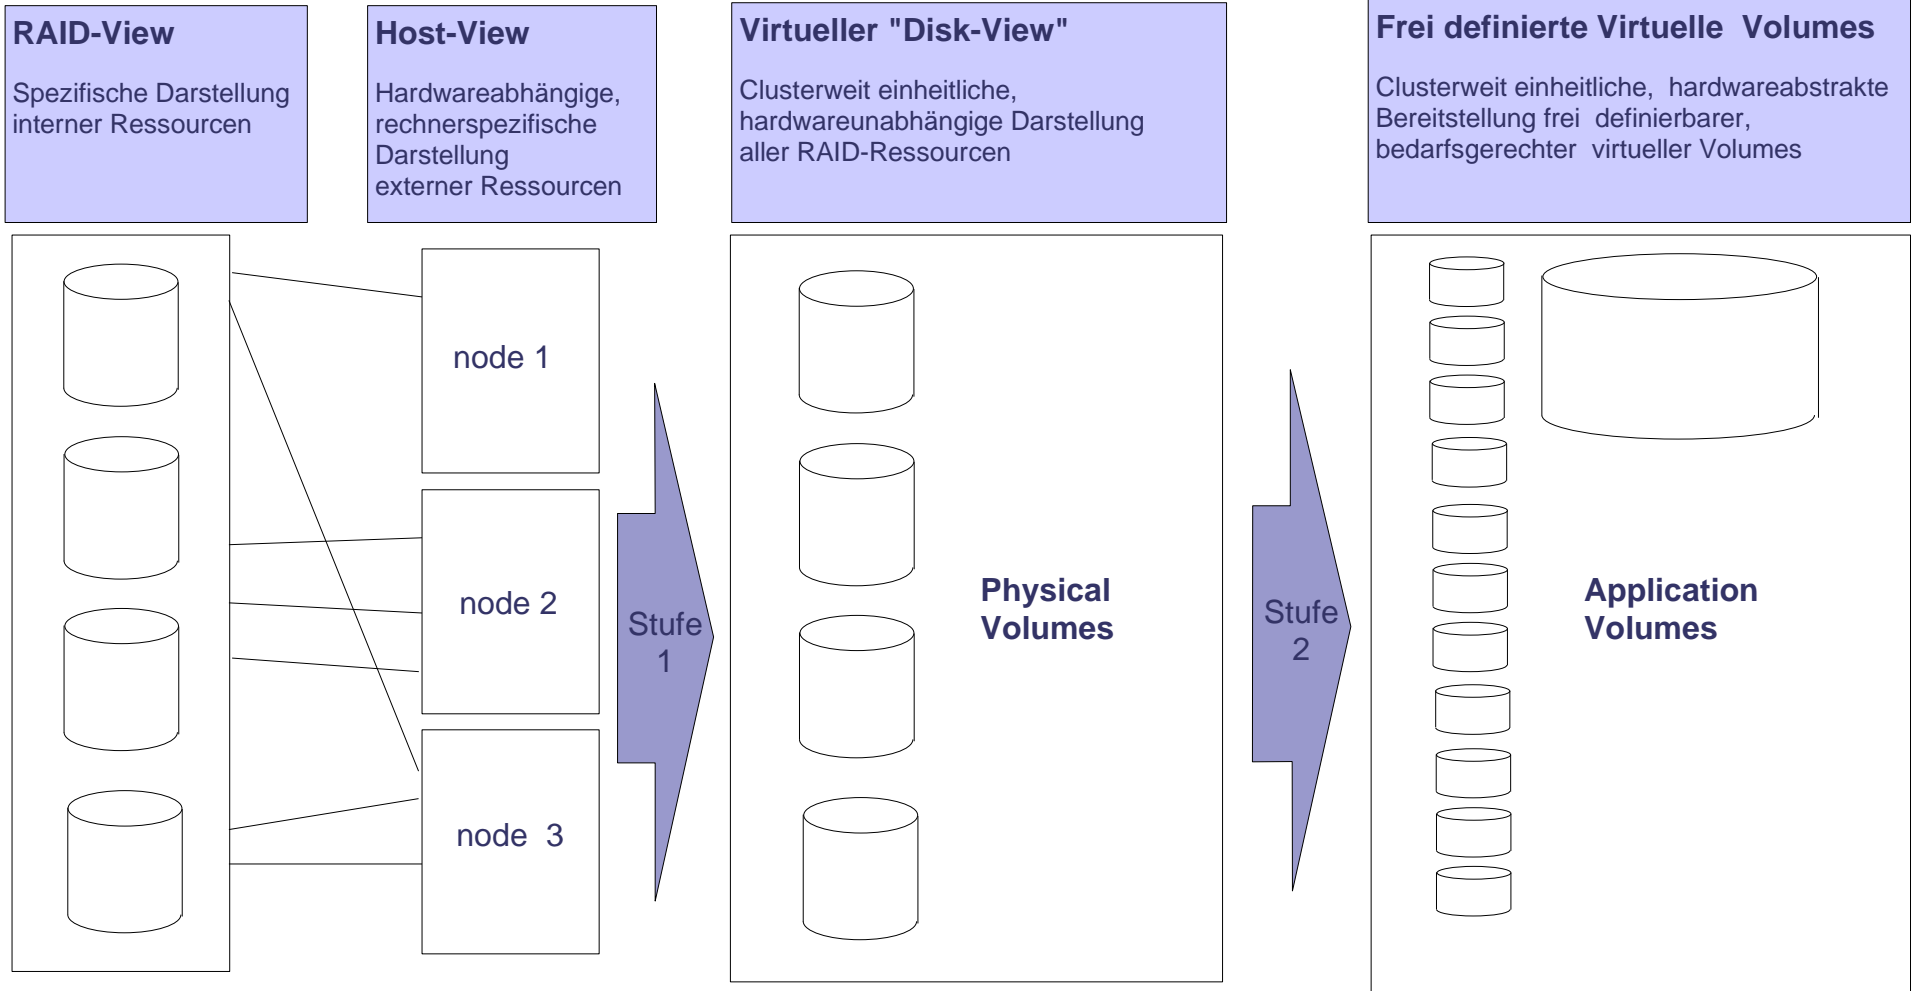 RAID-View
Spezifische Darstellung
interner Ressourcen
Host-View
Hardwareabhängige,
rechnerspezifische
Darstellung
externer Ressourcen
Virtueller "Disk-View"
Clusterweit einheitliche,
hardwareunabhängige Darstellung
aller RAID-Ressourcen
Frei definierte Virtuelle Volumes
Clusterweit einheitliche, hardwareabstrakte
Bereitstellung frei definierbarer,
bedarfsgerechter virtueller Volumes
node 1
node 2
node 3
Stufe
1
Physical
Volumes
Stufe
2
Application
Volumes